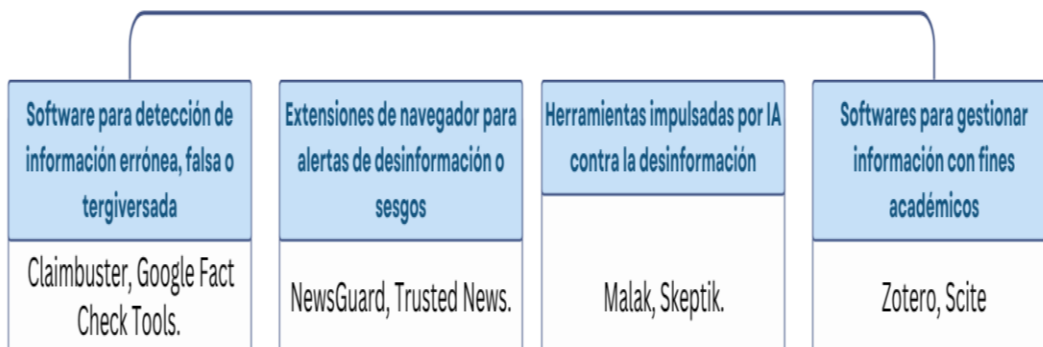 Software para detección de
información errónea, falsa o
tergiversada
Claimbuster, Google Fact
Check Tools.
Extensiones de navegador para
alertas de desinformación o
sesgos
NewsGuard, Trusted News.
Herramientas impulsadas por IA
contra la desinformación
Malak, Skeptik.
Softwares para gestionar
información con fines
académicos
Zotero, Scite